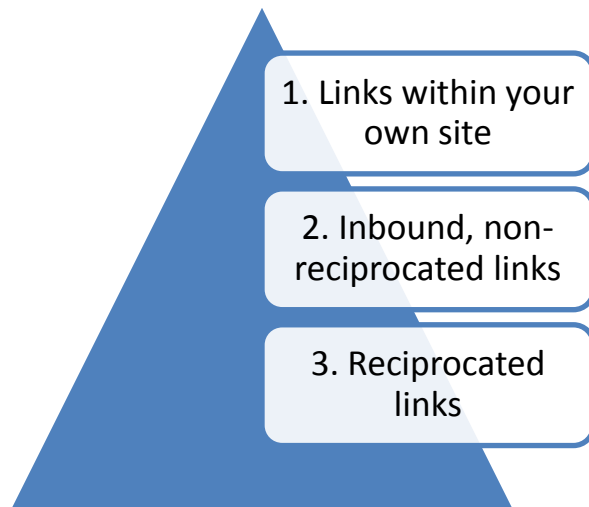 1. Links within your
own site
2. Inbound, non-
reciprocated links
3. Reciprocated
links